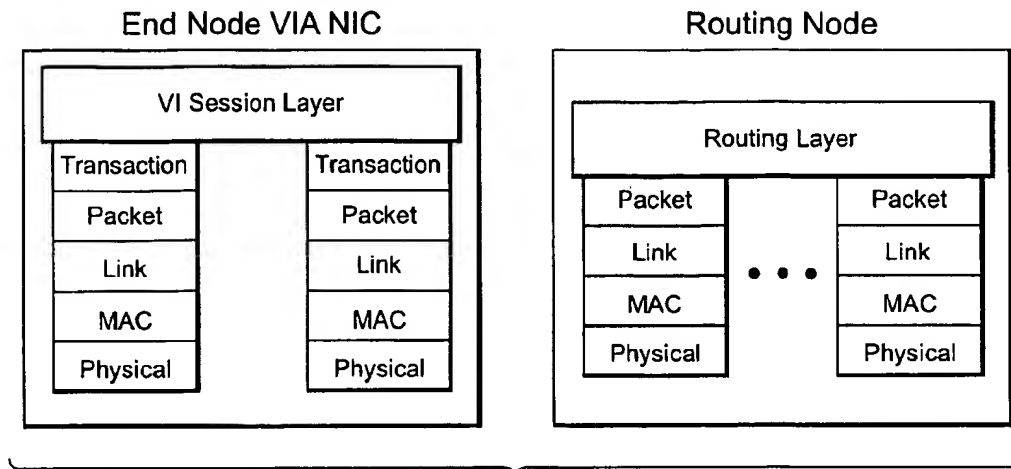 End Node VIA NIC
VI Session Layer
Transaction
Packet
Link
MAC
Physical
Transaction
Packet
Link
MAC
Physical
Routing Node
Routing Layer
Packet
Link
MAC
Physical
Packet
Link
MAC
Physical